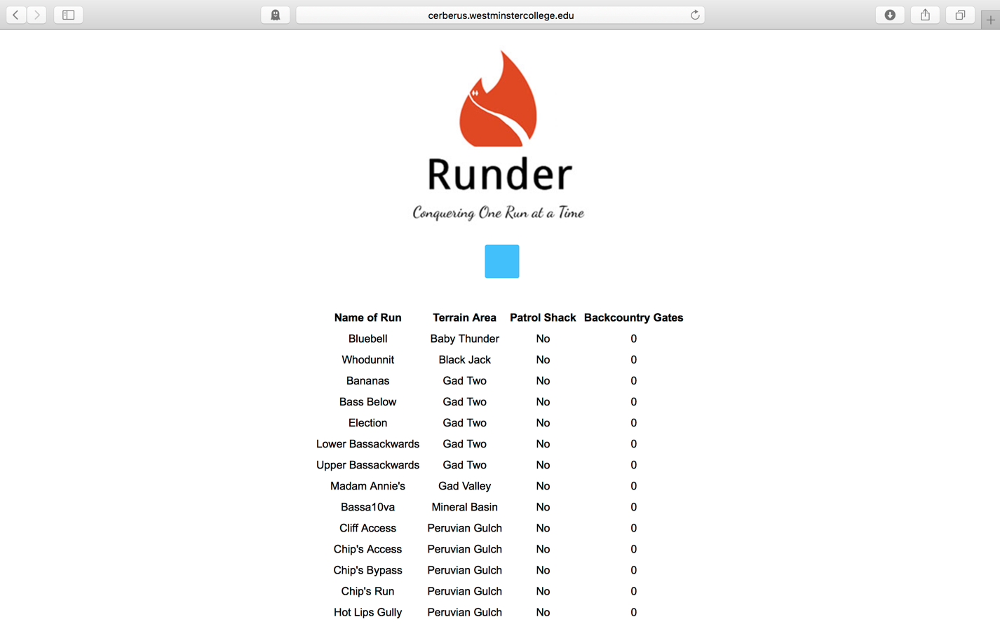 cerberus.westminstercollege.edu
Runder
Conquering One Run at a Time
Name of Run Terrain Area Patrol Shack Backcountry Gates
Bluebell Baby Thunder No 0
Whodunnit Black Jack No 0
Bananas Gad Two No 0
Bass Below Gad Two No 0
Election Gad Two No 0
Lower Bassackwards Gad Two No 0
Upper Bassackwards Gad Two No 0
Madam Annie's Gad Valley No 0
Bassa10va Mineral Basin No 0
Cliff Access Peruvian Gulch No 0
Chip's Access Peruvian Gulch No 0
Chip's Bypass Peruvian Gulch No 0
Chip's Run Peruvian Gulch No 0
Hot Lips Gully Peruvian Gulch No 0